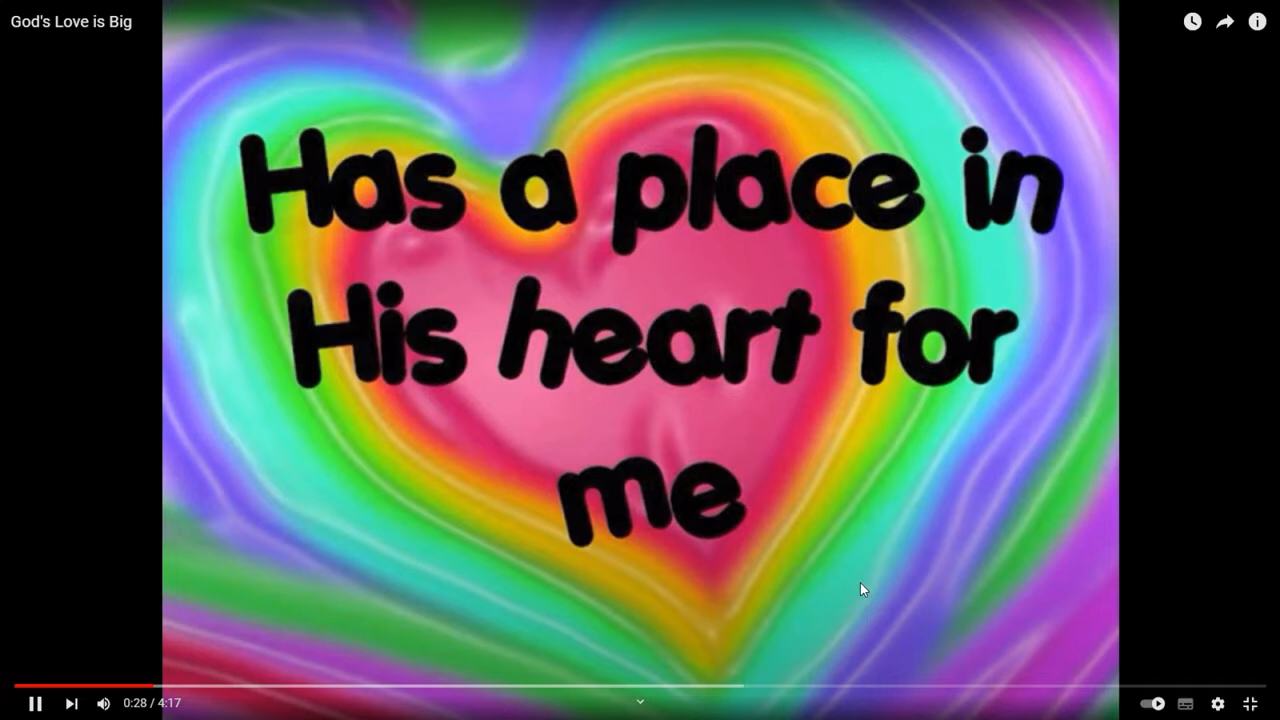 God's Love is Big
Has a place in
His heart for
me
0:28 / 4:17